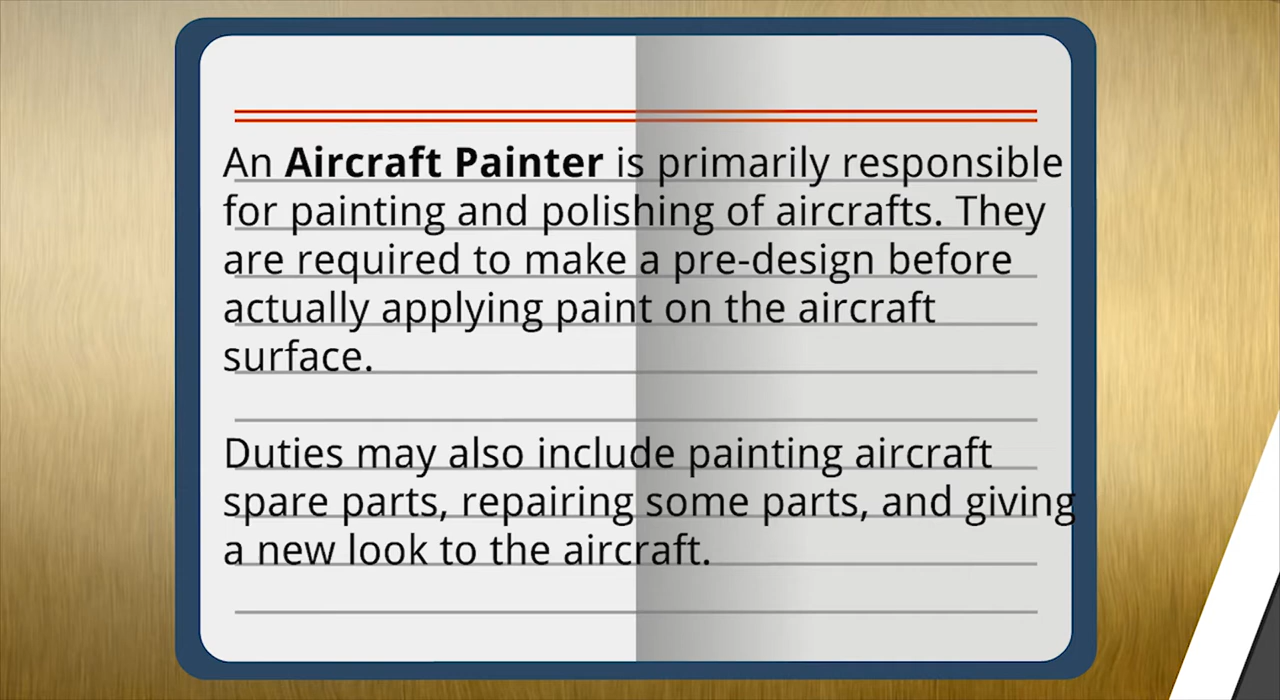 An Aircraft Painter is primarily responsible
for painting and polishing of aircrafts. They
are required to make a pre-design before
actually applying paint on the aircraft
surface.
Duties may also include painting aircraft
spare parts, repairing some parts, and giving
a new look to the aircraft.